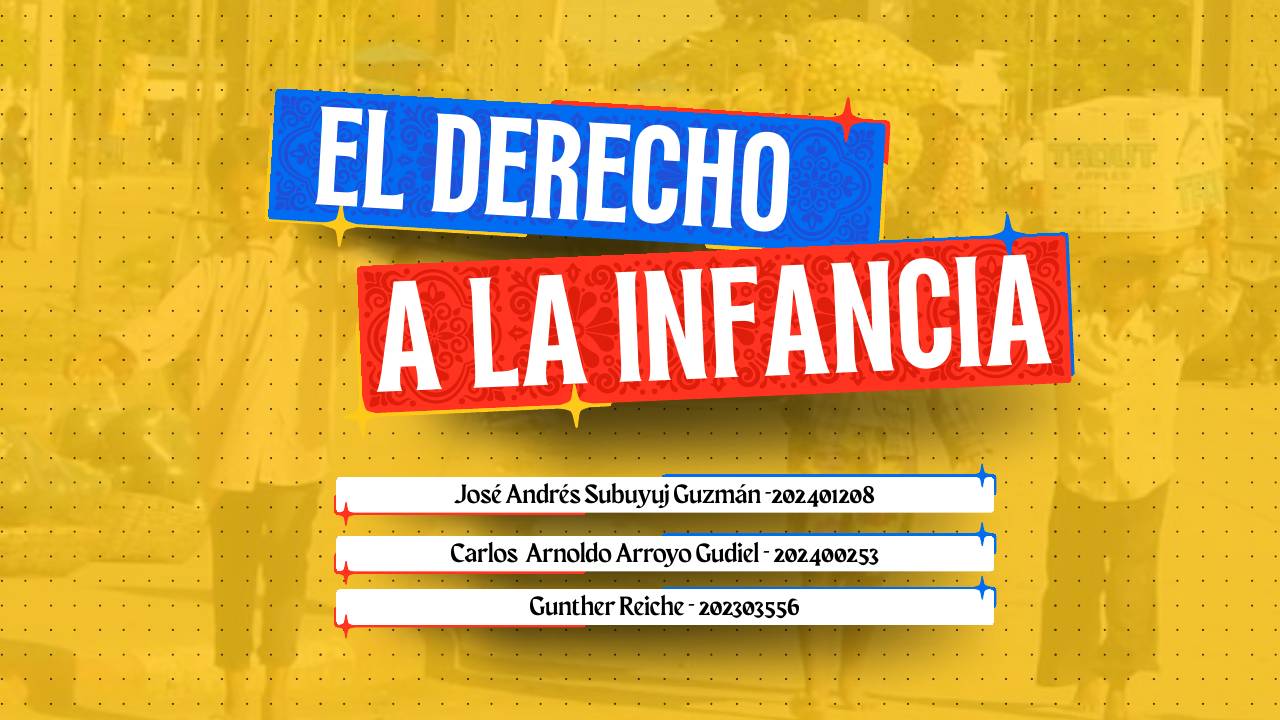 EL DERECHO
A LA INFANCIA
José Andrés Subuyuj Guzmán -202401208
Carlos Arnoldo Arroyo Gudiel - 202400253
Gunther Reiche - 202303556